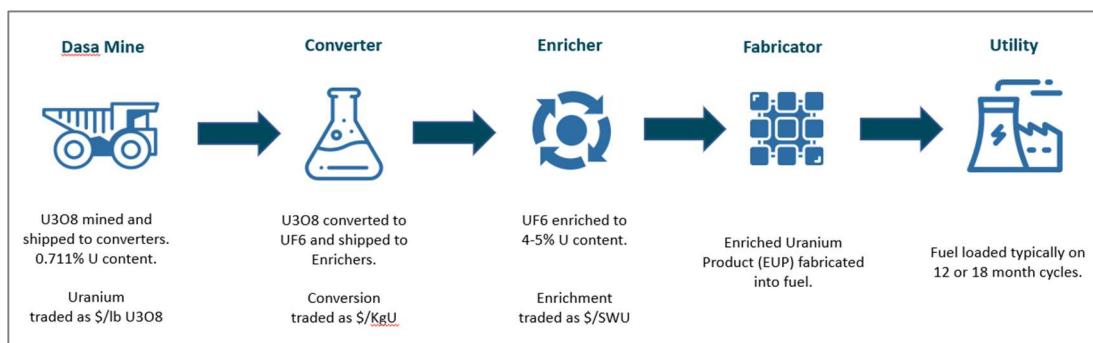 Dasa Mine
U3O8 mined and
shipped to converters.
0.711% U content.
Uranium
traded as $/lb U3O8
Converter
U3O8 converted to
UF6 and shipped to
Enrichers.
Conversion
traded as $/KgU
Enricher
UF6 enriched to
4-5% U content.
Enrichment
traded as $/SWU
Fabricator
Enriched Uranium
Product (EUP) fabricated
into fuel.
Utility
Fuel loaded typically on
12 or 18 month cycles.